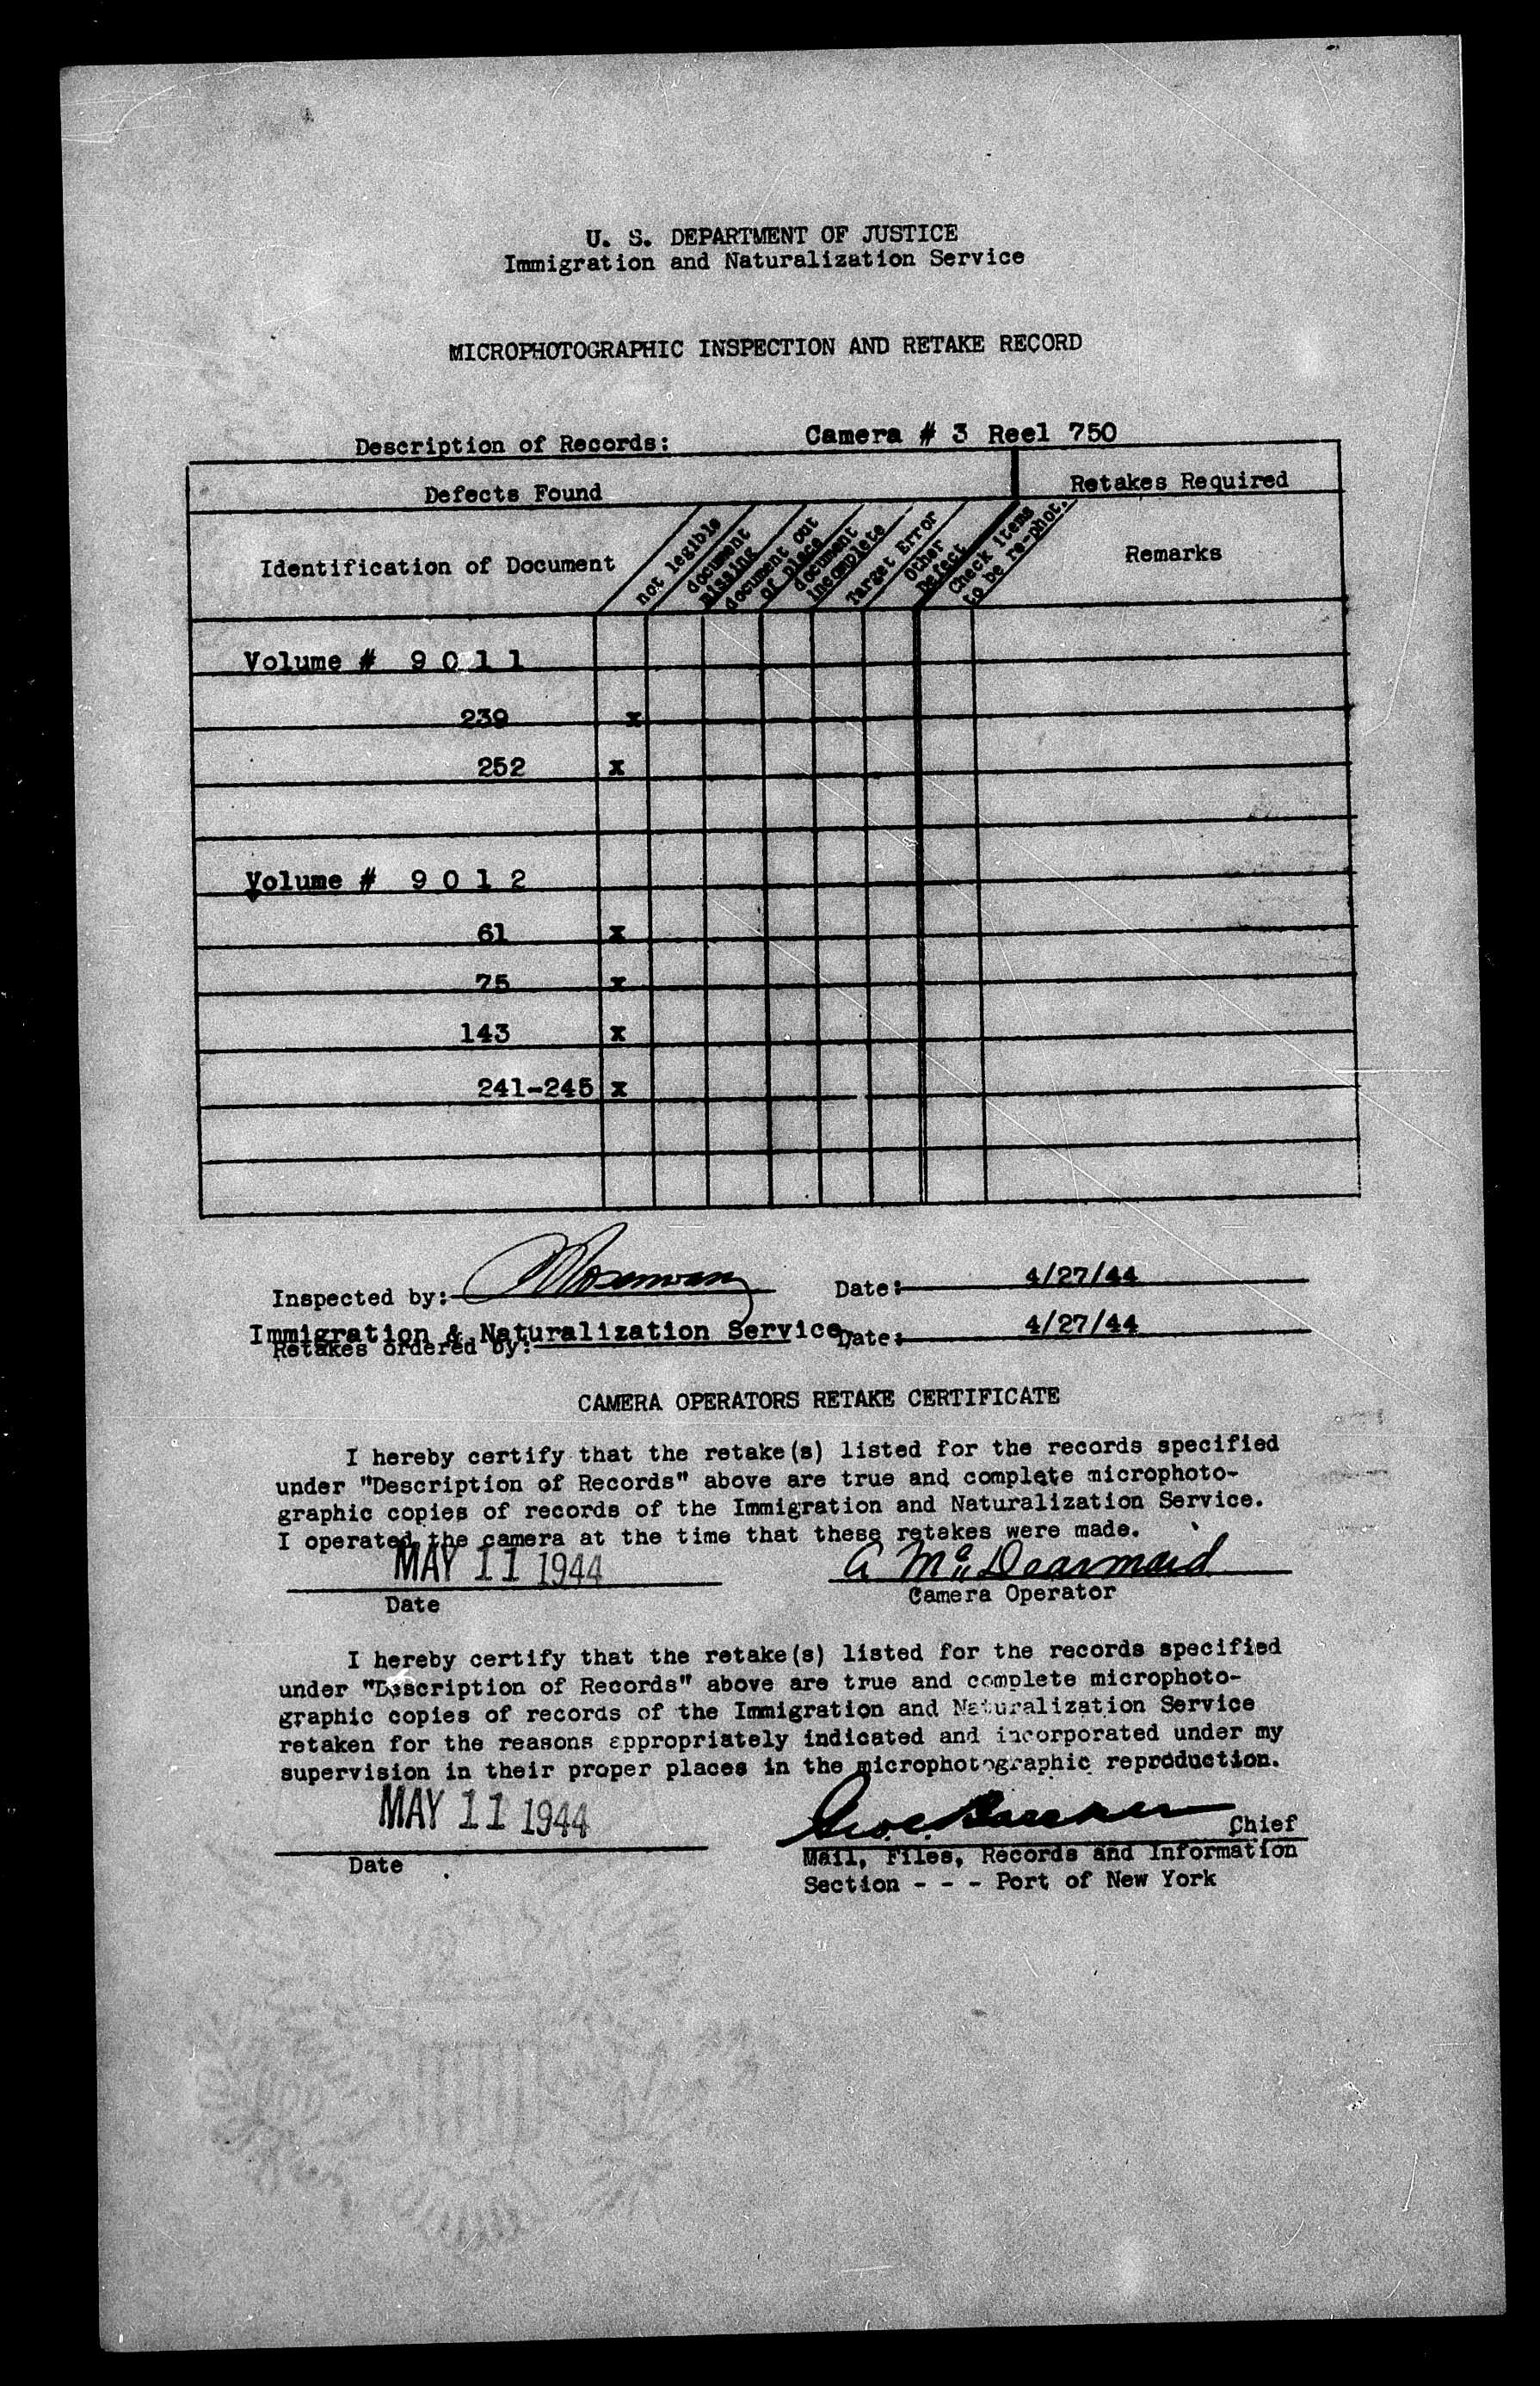 U. S. DEPARTMENT OF JUSTICE
Immigration and Naturalization Service
MICROPHOTOGRAPHIC INSPECTION AND RETAKE RECORD
Description of Records: Camera # 3 Reel 750
Defects Found
Retakes Required
Identification of Document
not legible
document missing
document out of place
document incomplete
Target Error
Other Defect
Check items to be re-phot.
Remarks
Volume # 9 0 1 1
239 x
252 x
Volume # 9 0 1 2
61 x
75 x
143 x
241-245 x
Inspected by: Date: 4/27/44
Immigration & Naturalization Service
Retakes ordered by: Date: 4/27/44
CAMERA OPERATORS RETAKE CERTIFICATE
I hereby certify that the retake(s) listed for the records specified
under "Description of Records" above are true and complete microphoto-
graphic copies of records of the Immigration and Naturalization Service.
I operated the camera at the time that these retakes were made.
MAY 11 1944
Date
Camera Operator
I hereby certify that the retake(s) listed for the records specified
under "Description of Records" above are true and complete microphoto-
graphic copies of records of the Immigration and Naturalization Service
retaken for the reasons appropriately indicated and incorporated under my
supervision in their proper places in the microphotographic reproduction.
MAY 11 1944
Date
Chief
Mail, Files, Records and Information
Section - - - Port of New York